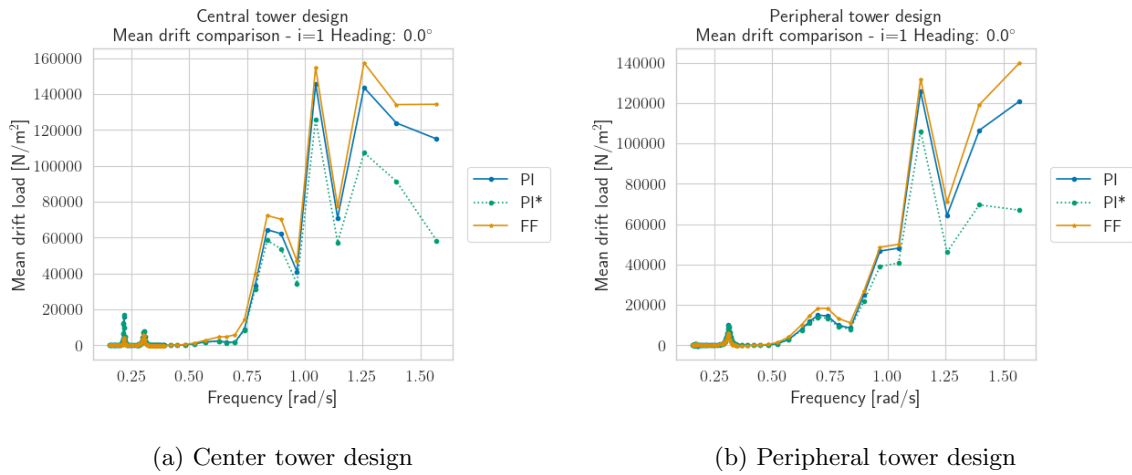 Central tower design
Mean drift comparison - i=1 Heading: 0.0°
160000
140000
120000
100000
80000
60000
40000
20000
0
Mean drift load [N/m²]
0.25 0.50 0.75 1.00 1.25 1.50
Frequency [rad/s]
PI
PI*
FF
(a) Center tower design
Peripheral tower design
Mean drift comparison - i=1 Heading: 0.0°
140000
120000
100000
80000
60000
40000
20000
0
Mean drift load [N/m²]
0.25 0.50 0.75 1.00 1.25 1.50
Frequency [rad/s]
PI
PI*
FF
(b) Peripheral tower design